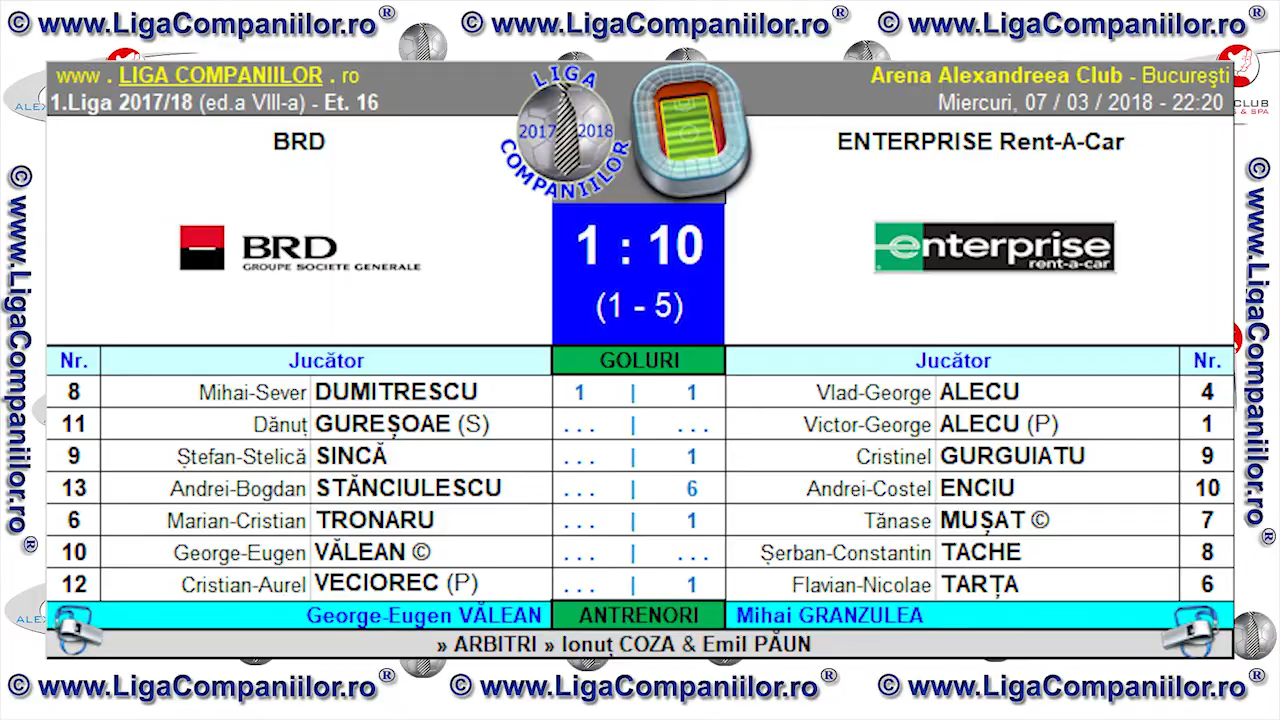 © www.LigaCompaniilor.ro ® © www.LigaCompaniilor.ro ® © www.LigaCompaniilor.ro ®
www . LIGA COMPANIILOR . ro
Arena Alexandreea Club - Bucureşti
1.Liga 2017/18 (ed.a VIII-a) - Et. 16
Miercuri, 07 / 03 / 2018 - 22:20
LIGA
2017 2018
COMPANIILOR
BRD
ENTERPRISE Rent-A-Car
BRD
GROUPE SOCIETE GENERALE
1 : 10
(1 - 5)
enterprise
rent-a-car
Nr. Jucător GOLURI Jucător Nr.
8 Mihai-Sever DUMITRESCU 1 | 1 Vlad-George ALECU 4
11 Dănuț GUREȘOAE (S) ... | ... Victor-George ALECU (P) 1
9 Ștefan-Stelică SINCĂ ... | 1 Cristinel GURGUIATU 9
13 Andrei-Bogdan STĂNCIULESCU ... | 6 Andrei-Costel ENCIU 10
6 Marian-Cristian TRONARU ... | 1 Tănase MUȘAT © 7
10 George-Eugen VĂLEAN © ... | ... Șerban-Constantin TACHE 8
12 Cristian-Aurel VECIOREC (P) ... | 1 Flavian-Nicolae TARȚA 6
George-Eugen VĂLEAN ANTRENORI Mihai GRANZULEA
» ARBITRI » Ionuț COZA & Emil PĂUN
© www.LigaCompaniilor.ro ®
© www.LigaCompaniilor.ro ®
© www.LigaCompaniilor.ro ® © www.LigaCompaniilor.ro ® © www.LigaCompaniilor.ro ®